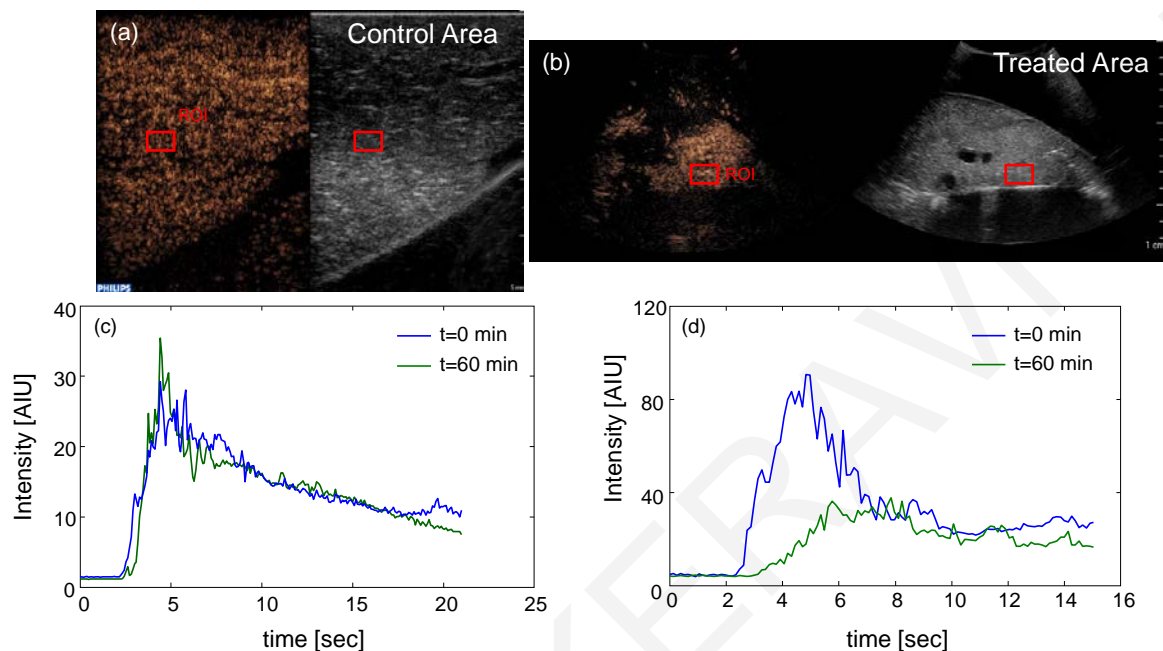 (a)
Control Area
ROI
PHILIPS
(b)
Treated Area
ROI
1 cm
(c)
t=0 min
t=60 min
Intensity [AIU]
40
30
20
10
0
0 5 10 15 20 25
time [sec]
(d)
t=0 min
t=60 min
Intensity [AIU]
120
80
40
0
0 2 4 6 8 10 12 14 16
time [sec]
KERAVI